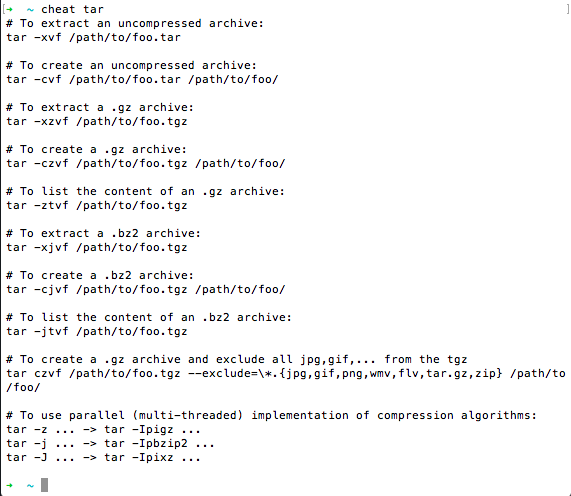 [➜  ~ cheat tar ]
# To extract an uncompressed archive:
tar -xvf /path/to/foo.tar
# To create an uncompressed archive:
tar -cvf /path/to/foo.tar /path/to/foo/
# To extract a .gz archive:
tar -xzvf /path/to/foo.tgz
# To create a .gz archive:
tar -czvf /path/to/foo.tgz /path/to/foo/
# To list the content of an .gz archive:
tar -ztvf /path/to/foo.tgz
# To extract a .bz2 archive:
tar -xjvf /path/to/foo.tgz
# To create a .bz2 archive:
tar -cjvf /path/to/foo.tgz /path/to/foo/
# To list the content of an .bz2 archive:
tar -jtvf /path/to/foo.tgz
# To create a .gz archive and exclude all jpg,gif,... from the tgz
tar czvf /path/to/foo.tgz --exclude=\*.{jpg,gif,png,wmv,flv,tar.gz,zip} /path/to
/foo/
# To use parallel (multi-threaded) implementation of compression algorithms:
tar -z ... -> tar -Ipigz ...
tar -j ... -> tar -Ipbzip2 ...
tar -J ... -> tar -Ipixz ...
➜  ~